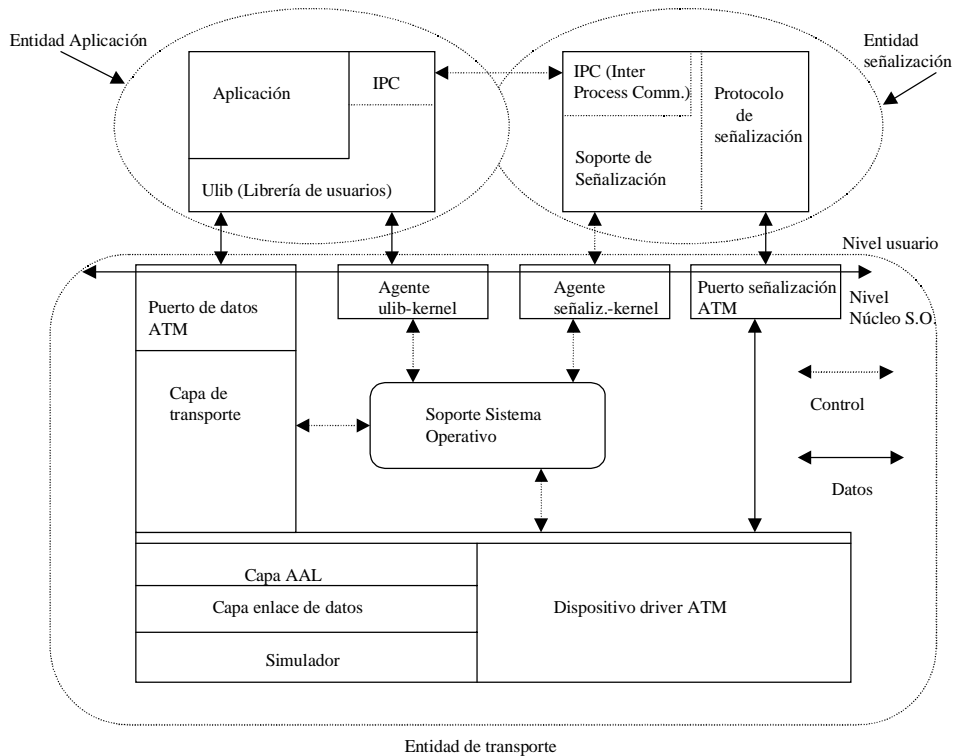 Entidad Aplicación
Entidad
señalización
Aplicación
IPC
Ulib (Librería de usuarios)
IPC (Inter
Process Comm.)
Protocolo
de
señalización
Soporte de
Señalización
Nivel usuario
Nivel
Núcleo S.O.
Puerto de datos
ATM
Agente
ulib-kernel
Agente
señaliz.-kernel
Puerto señalización
ATM
Capa de
transporte
Soporte Sistema
Operativo
Control
Datos
Capa AAL
Capa enlace de datos
Simulador
Dispositivo driver ATM
Entidad de transporte